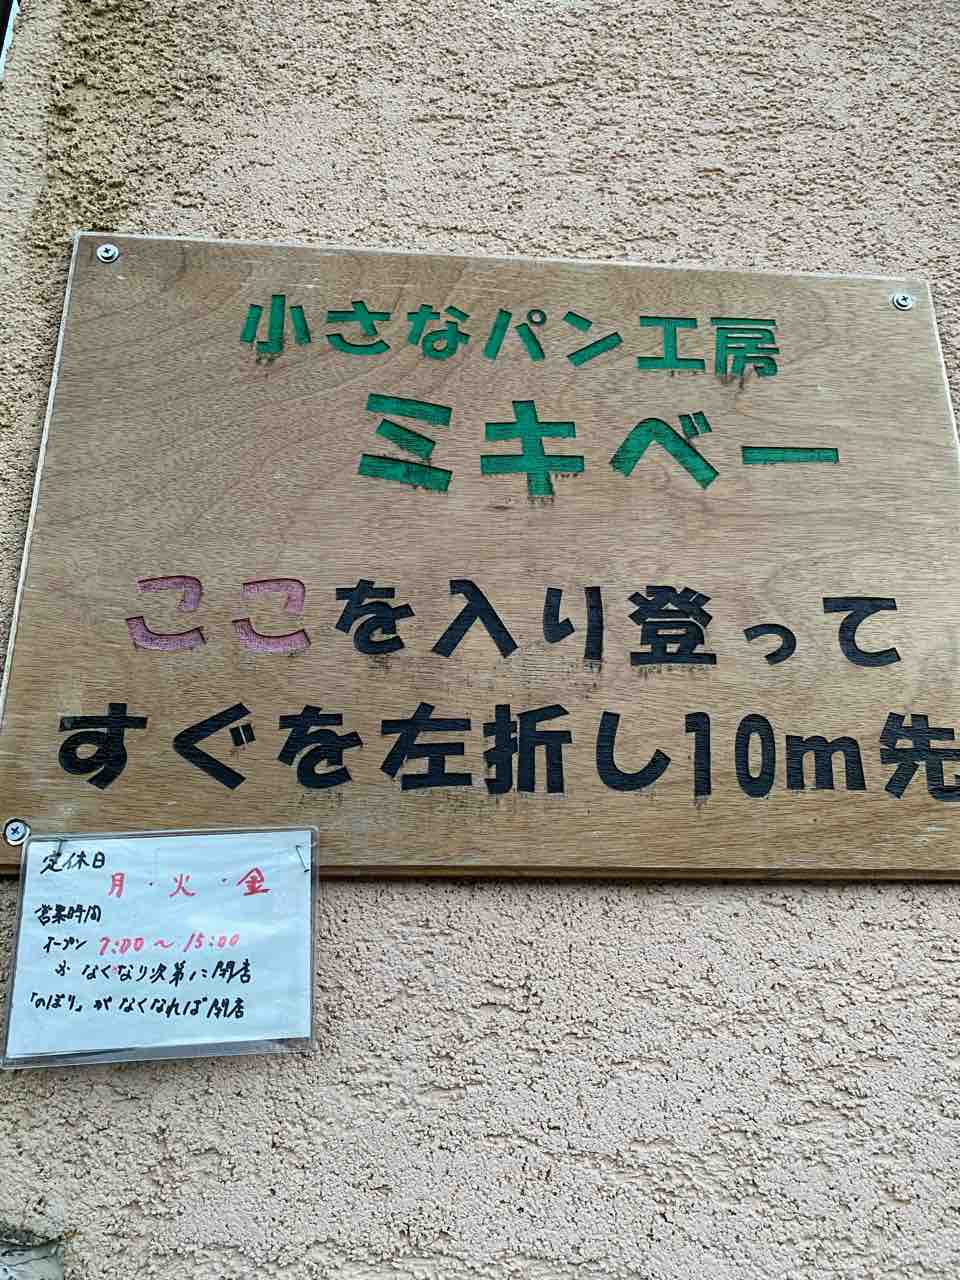 小さなパン工房
ミキベー
ここを入り登って
すぐを左折し10m先
定休日
月・火・金
営業時間
オープン 7:00～15:00
※なくなり次第に閉店
「のぼり」がなくなれば閉店